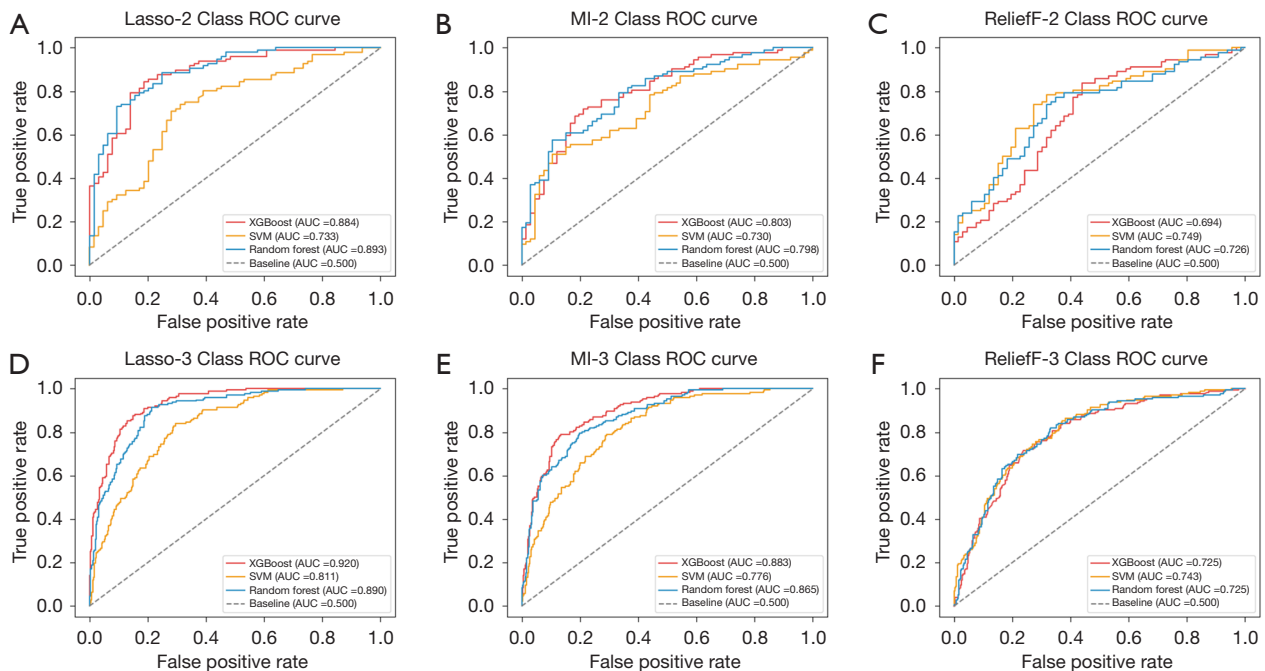 A
Lasso-2 Class ROC curve
True positive rate
1.0
0.8
0.6
0.4
0.2
0.0
XGBoost (AUC =0.884)
SVM (AUC =0.733)
Random forest (AUC =0.893)
Baseline (AUC =0.500)
0.0 0.2 0.4 0.6 0.8 1.0
False positive rate
B
MI-2 Class ROC curve
True positive rate
1.0
0.8
0.6
0.4
0.2
0.0
XGBoost (AUC =0.803)
SVM (AUC =0.730)
Random forest (AUC =0.798)
Baseline (AUC =0.500)
0.0 0.2 0.4 0.6 0.8 1.0
False positive rate
C
ReliefF-2 Class ROC curve
True positive rate
1.0
0.8
0.6
0.4
0.2
0.0
XGBoost (AUC =0.694)
SVM (AUC =0.749)
Random forest (AUC =0.726)
Baseline (AUC =0.500)
0.0 0.2 0.4 0.6 0.8 1.0
False positive rate
D
Lasso-3 Class ROC curve
True positive rate
1.0
0.8
0.6
0.4
0.2
0.0
XGBoost (AUC =0.920)
SVM (AUC =0.811)
Random forest (AUC =0.890)
Baseline (AUC =0.500)
0.0 0.2 0.4 0.6 0.8 1.0
False positive rate
E
MI-3 Class ROC curve
True positive rate
1.0
0.8
0.6
0.4
0.2
0.0
XGBoost (AUC =0.883)
SVM (AUC =0.776)
Random forest (AUC =0.865)
Baseline (AUC =0.500)
0.0 0.2 0.4 0.6 0.8 1.0
False positive rate
F
ReliefF-3 Class ROC curve
True positive rate
1.0
0.8
0.6
0.4
0.2
0.0
XGBoost (AUC =0.725)
SVM (AUC =0.743)
Random forest (AUC =0.725)
Baseline (AUC =0.500)
0.0 0.2 0.4 0.6 0.8 1.0
False positive rate